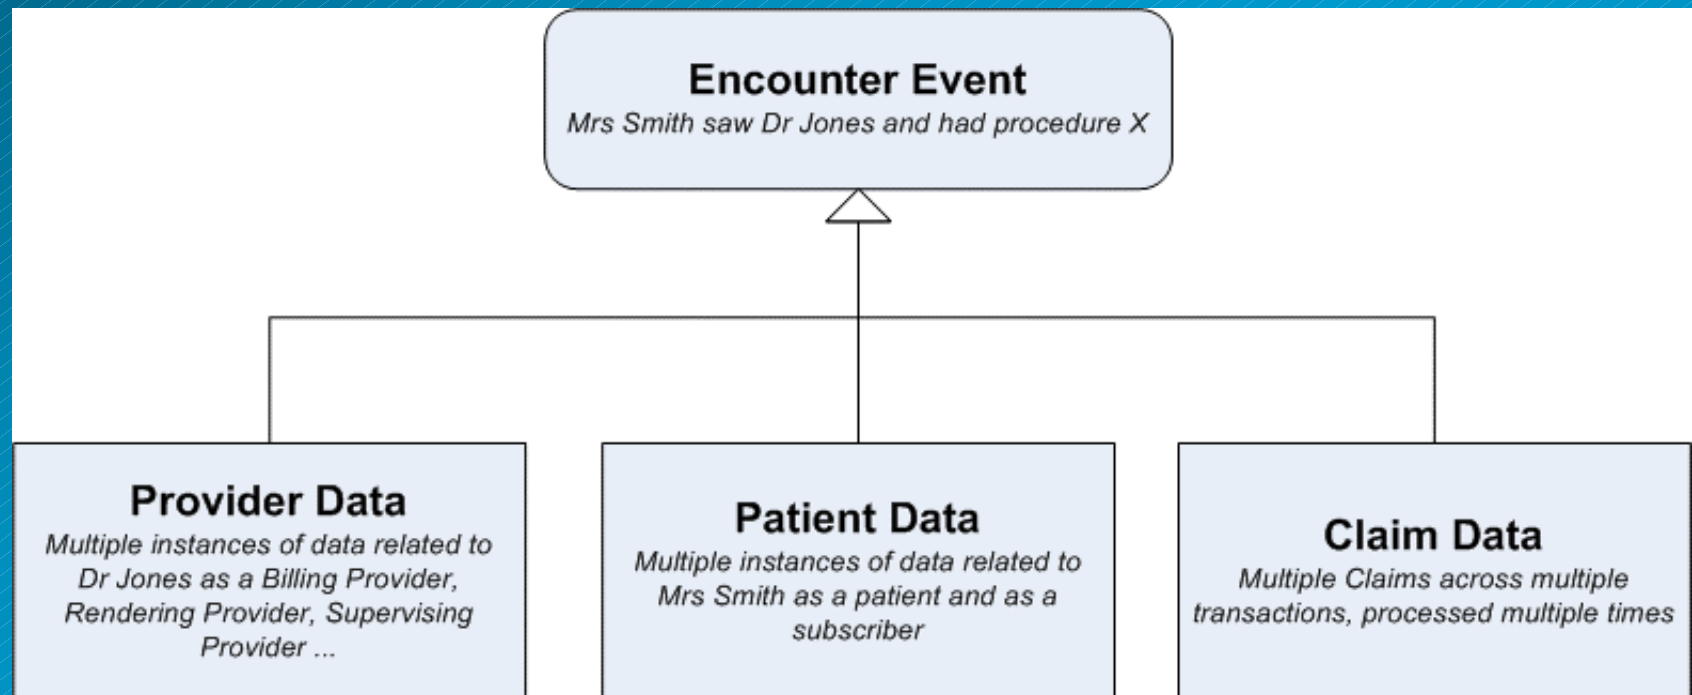 Encounter Event
Mrs Smith saw Dr Jones and had procedure X
Provider Data
Multiple instances of data related to
Dr Jones as a Billing Provider,
Rendering Provider, Supervising
Provider ...
Patient Data
Multiple instances of data related to
Mrs Smith as a patient and as a
subscriber
Claim Data
Multiple Claims across multiple
transactions, processed multiple times